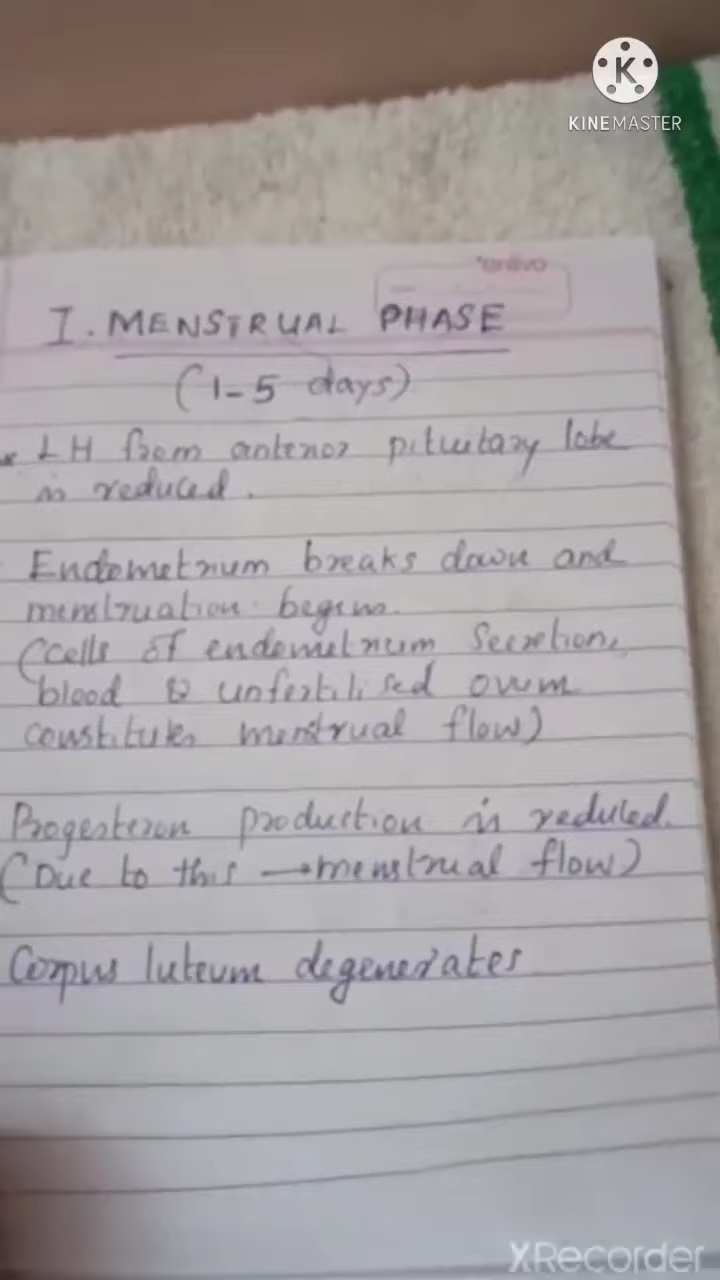 KINEMASTER
I. MENSTRUAL PHASE
(1-5 days)
* LH from anterior pituitary lobe
is reduced.
Endometrium breaks down and
menstruation begins.
(cells of endometrium secretions,
blood & unfertilised ovum
constitutes menstrual flow)
Progesteron production is reduced.
(Due to this → menstrual flow)
Corpus luteum degenerates
XRecorder